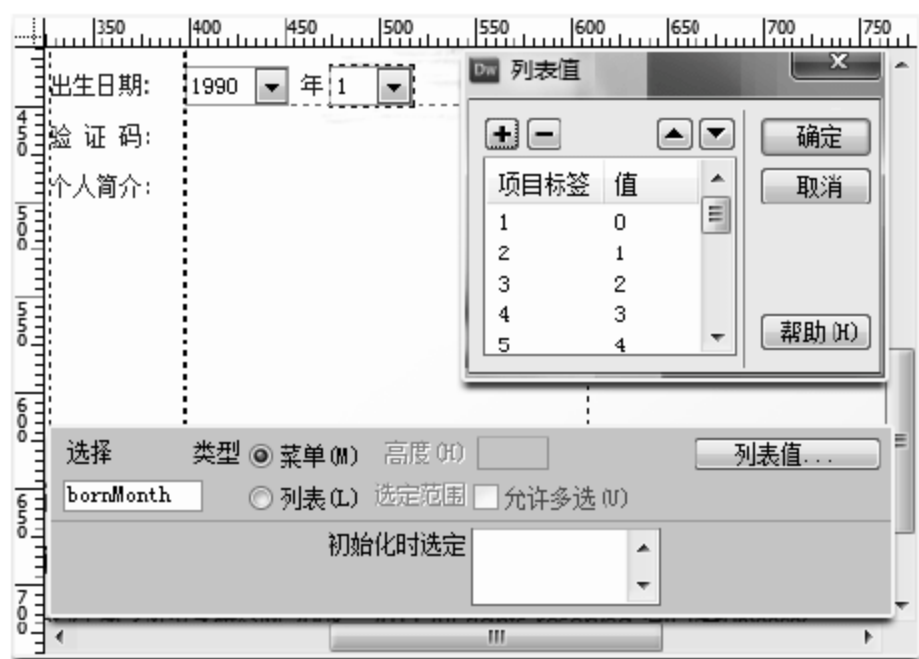 350 400 450 500 550 600 650 700 750
出生日期: 1990 年 1
验 证 码:
个人简介:
450
500
550
600
650
700
Dw 列表值
确定
取消
帮助(H)
项目标签 值
1 0
2 1
3 2
4 3
5 4
选择 类型 菜单(M) 高度(H) 列表值...
bornMonth 列表(L) 选定范围 允许多选(U)
初始化时选定